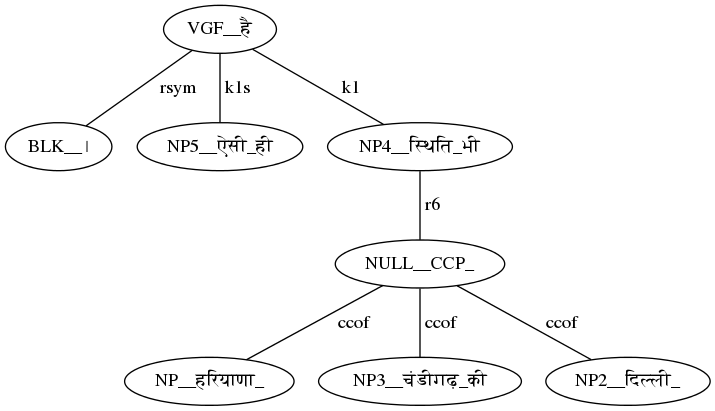 VGF__है
rsym k1s k1
BLK__। NP5__ऐसी_ही NP4__स्थिति_भी
r6
NULL__CCP_
ccof ccof ccof
NP__हरियाणा_ NP3__चंडीगढ़_की NP2__दिल्ली_